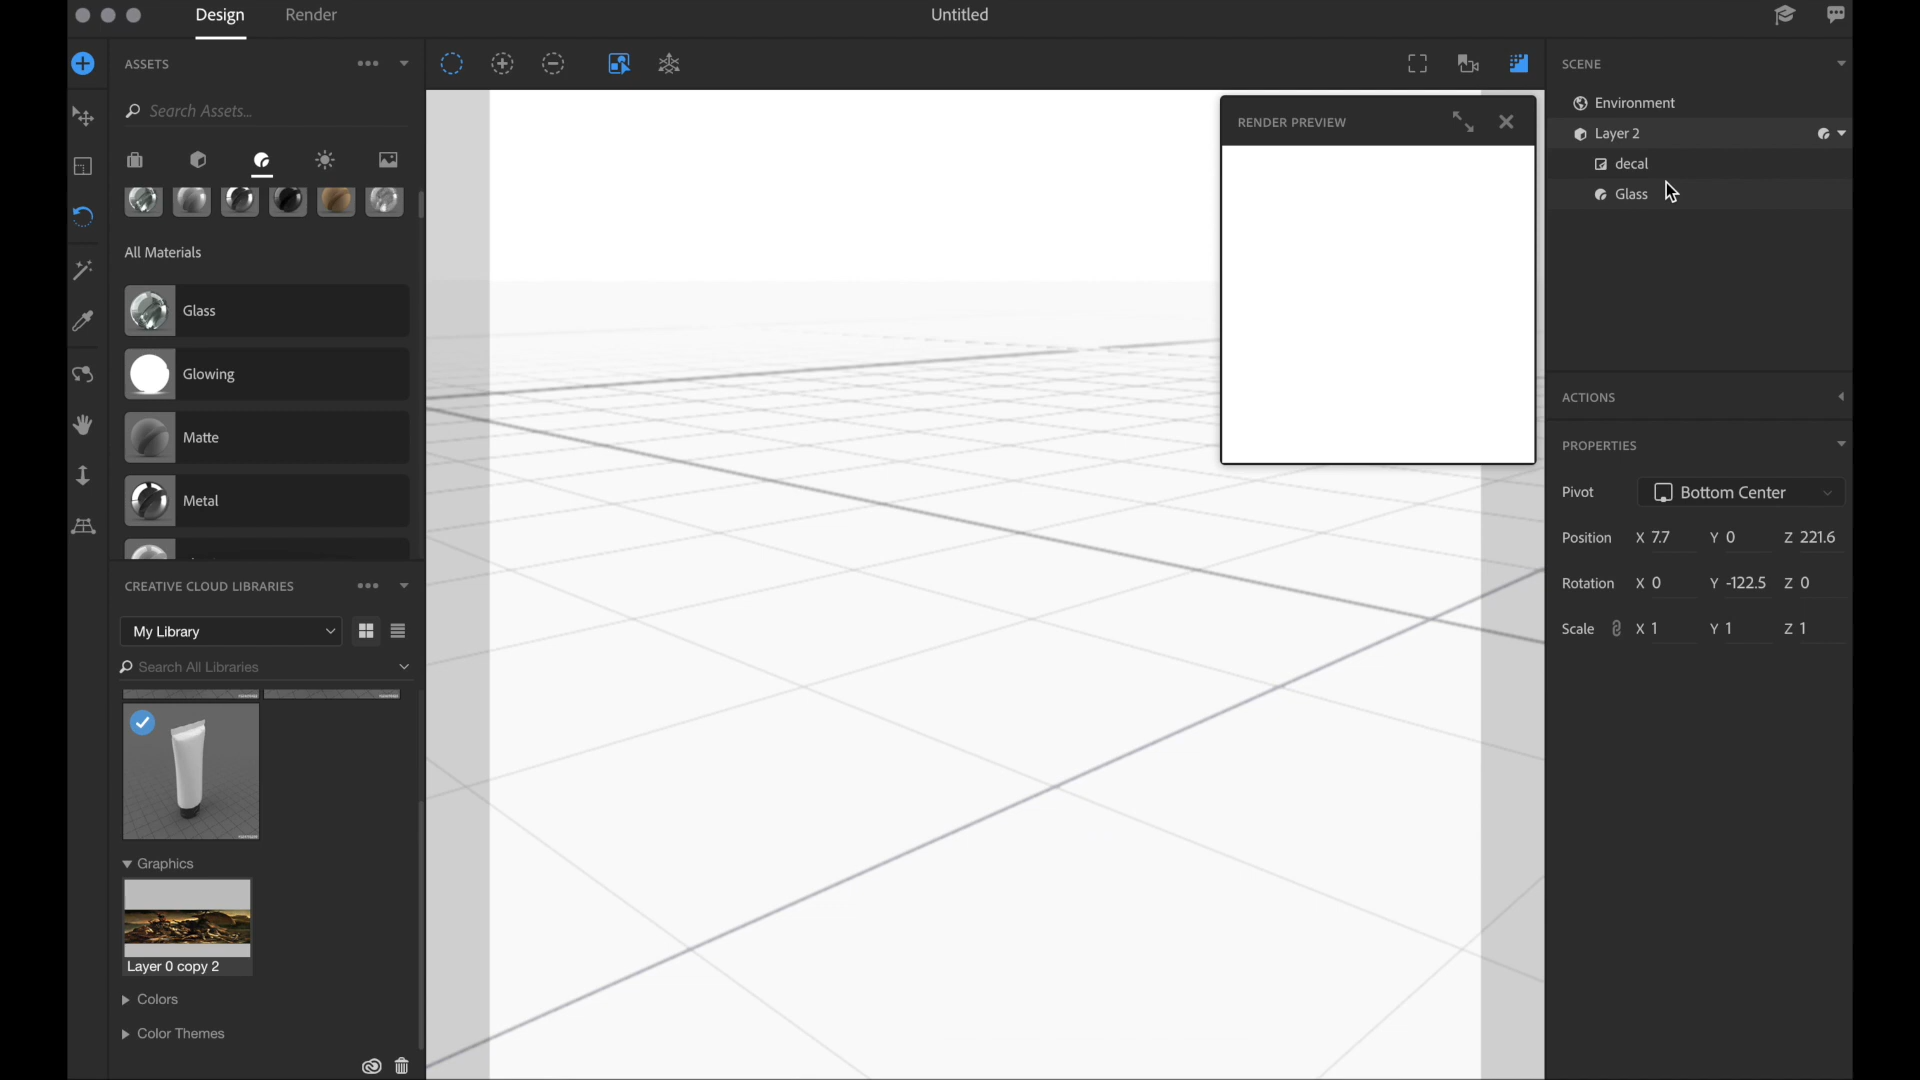 Design
Render
Untitled
ASSETS
Search Assets...
All Materials
Glass
Glowing
Matte
Metal
CREATIVE CLOUD LIBRARIES
My Library
Search All Libraries
Graphics
Layer 0 copy 2
Colors
Color Themes
RENDER PREVIEW
SCENE
Environment
Layer 2
decal
Glass
ACTIONS
PROPERTIES
Pivot Bottom Center
Position X 7.7 Y 0 Z 221.6
Rotation X 0 Y -122.5 Z 0
Scale X 1 Y 1 Z 1